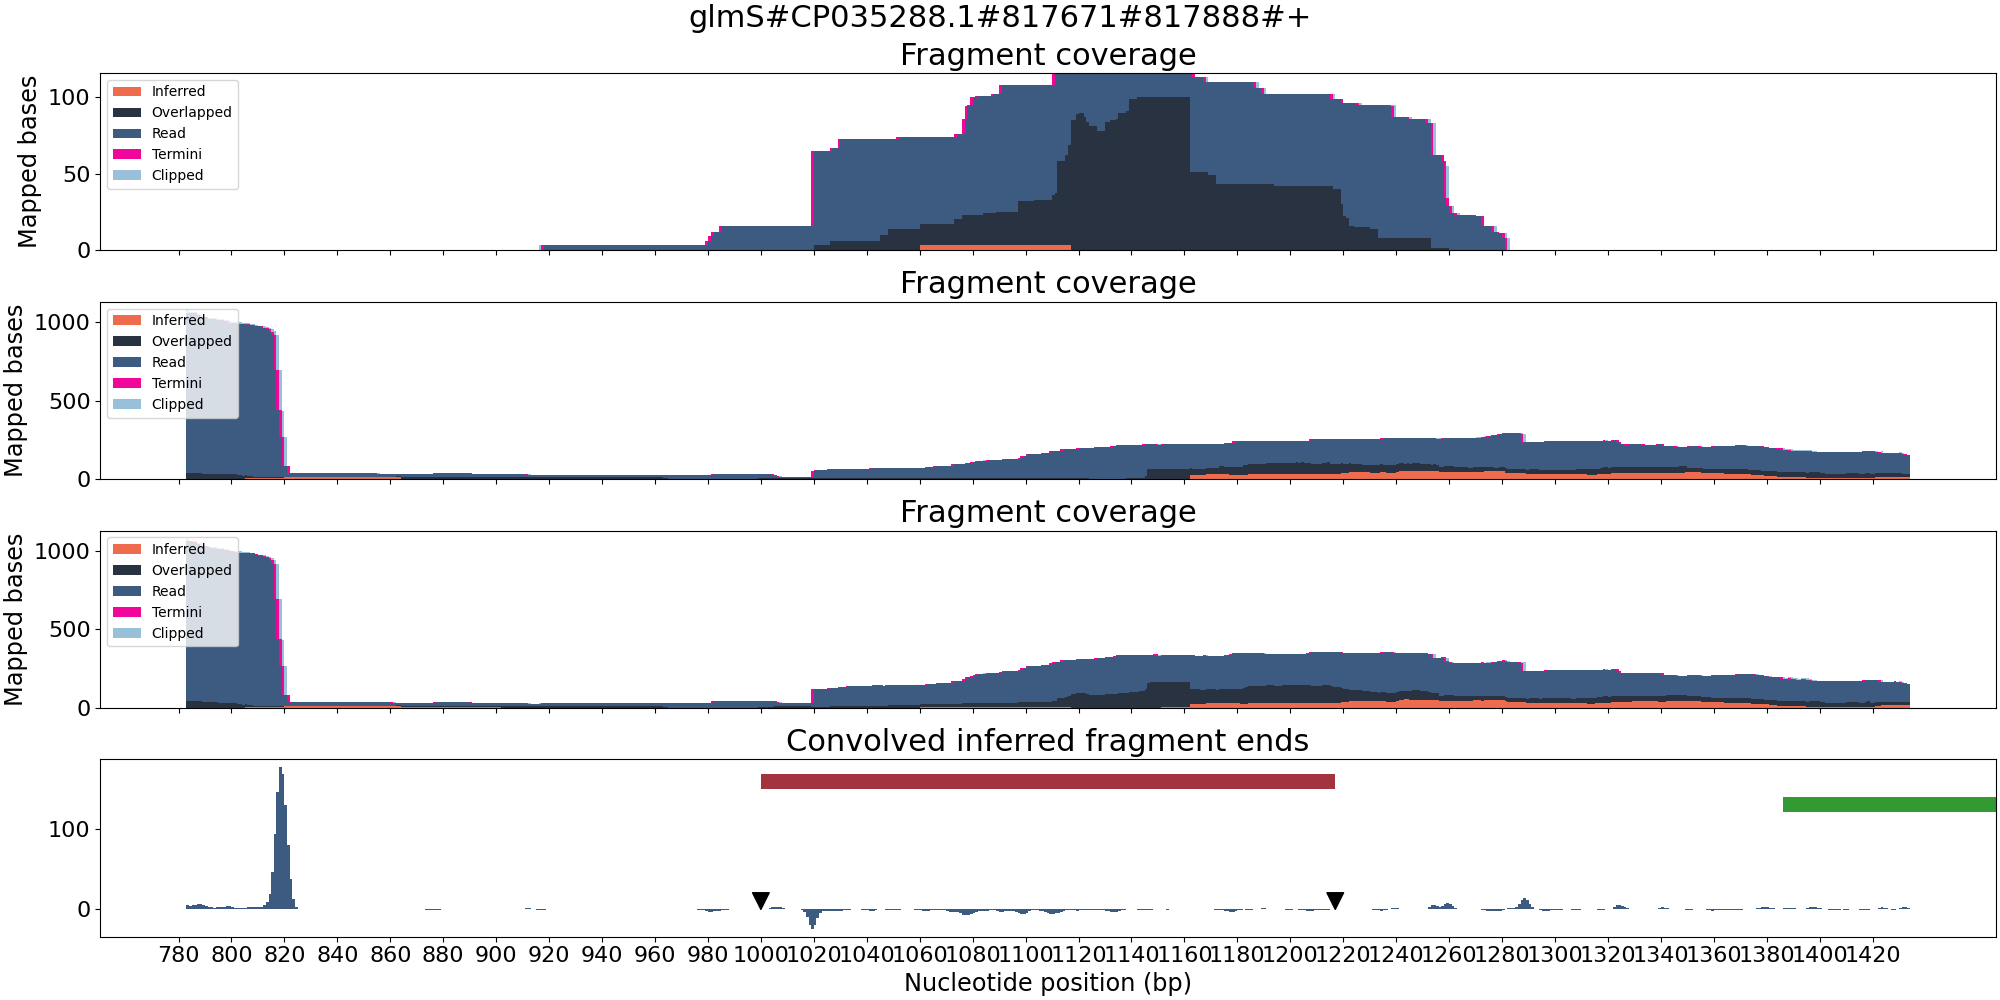 glmS#CP035288.1#817671#817888#+
Fragment coverage
Mapped bases
100
50
0
Inferred
Overlapped
Read
Termini
Clipped
Fragment coverage
Mapped bases
1000
500
0
Inferred
Overlapped
Read
Termini
Clipped
Fragment coverage
Mapped bases
1000
500
0
Inferred
Overlapped
Read
Termini
Clipped
Convolved inferred fragment ends
100
0
780 800 820 840 860 880 900 920 940 960 980 1000 1020 1040 1060 1080 1100 1120 1140 1160 1180 1200 1220 1240 1260 1280 1300 1320 1340 1360 1380 1400 1420
Nucleotide position (bp)